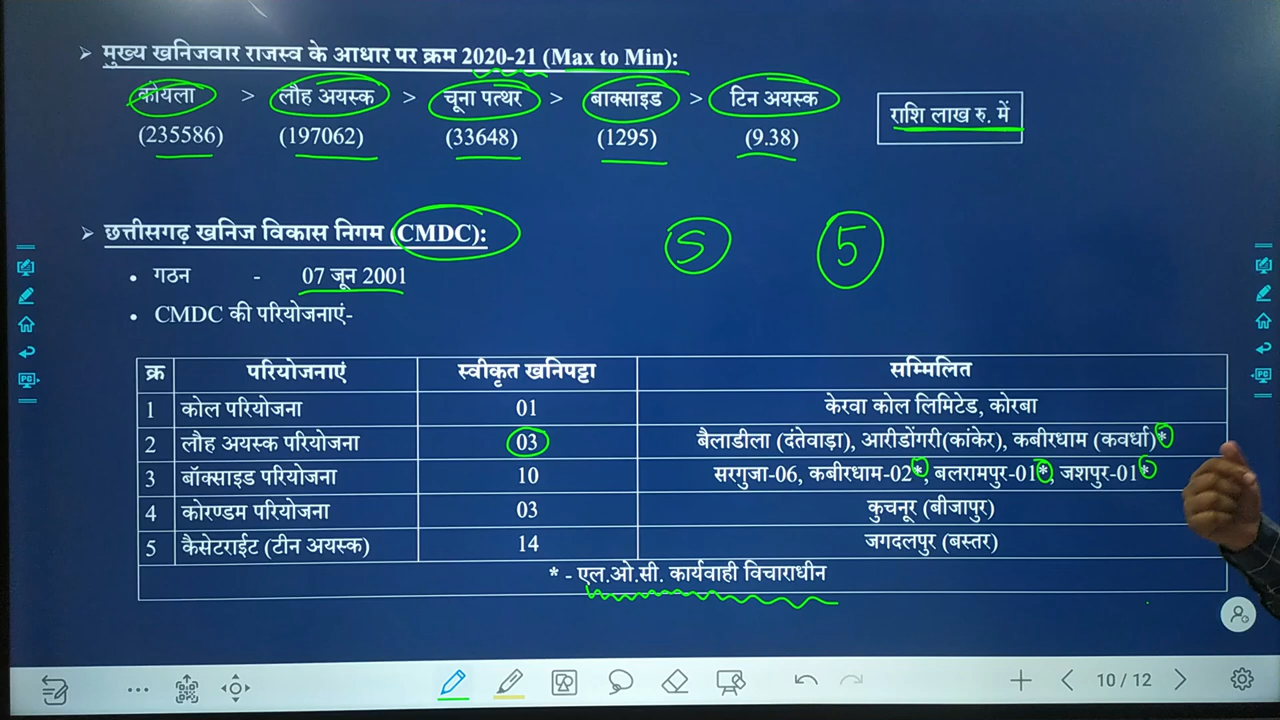 ➢ मुख्य खनिजवार राजस्व के आधार पर क्रम 2020-21 (Max to Min):
कोयला > लौह अयस्क > चूना पत्थर > बाक्साइड > टिन अयस्क
(235586) (197062) (33648) (1295) (9.38)
राशि लाख रु. में
➢ छत्तीसगढ़ खनिज विकास निगम (CMDC):
S 5
• गठन - 07 जून 2001
• CMDC की परियोजनाएं-
क्र परियोजनाएं स्वीकृत खनिपट्टा सम्मिलित
1 कोल परियोजना 01 केरवा कोल लिमिटेड, कोरबा
2 लौह अयस्क परियोजना 03 बैलाडीला (दंतेवाड़ा), आरीडोंगरी(कांकेर), कबीरधाम (कवर्धा)*
3 बॉक्साइड परियोजना 10 सरगुजा-06, कबीरधाम-02*, बलरामपुर-01*, जशपुर-01*
4 कोरण्डम परियोजना 03 कुचनूर (बीजापुर)
5 कैसेटराईट (टीन अयस्क) 14 जगदलपुर (बस्तर)
* - एल.ओ.सी. कार्यवाही विचाराधीन
10 / 12